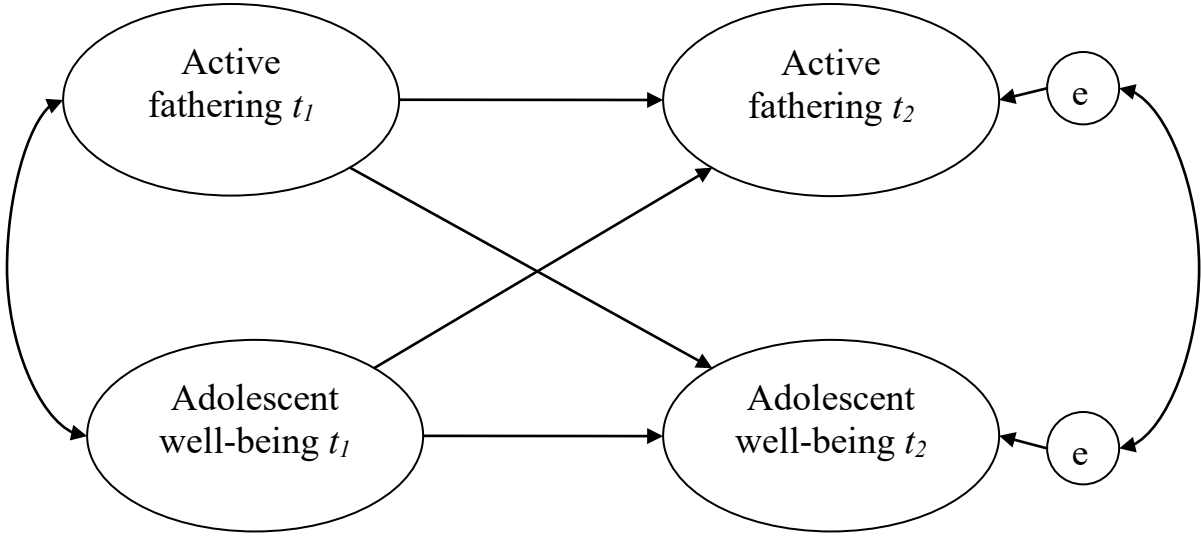 Active
fathering t₁
Active
fathering t₂
e
Adolescent
well-being t₁
Adolescent
well-being t₂
e